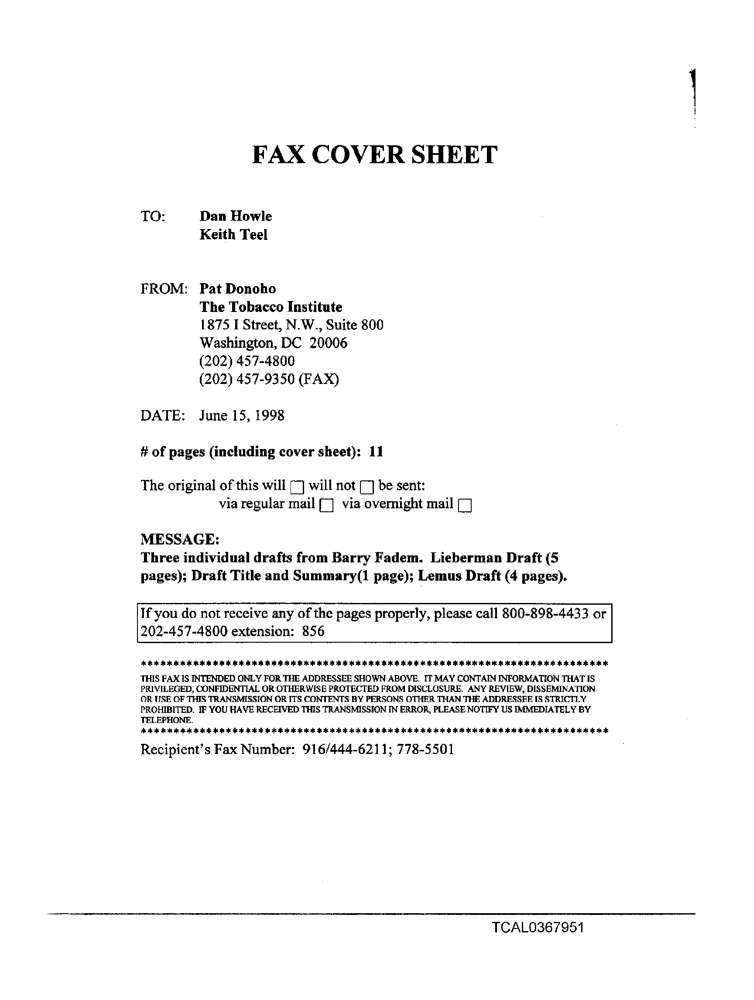 FAX COVER SHEET
TO: Dan Howle
Keith Teel
FROM: Pat Donoho
The Tobacco Institute
1875 I Street, N.W., Suite 800
Washington, DC 20006
(202) 457-4800
(202) 457-9350 (FAX)
DATE: June 15, 1998
# of pages (including cover sheet): 11
The original of this will ☐ will not ☐ be sent:
via regular mail ☐ via overnight mail ☐
MESSAGE:
Three individual drafts from Barry Fadem. Lieberman Draft (5
pages); Draft Title and Summary(1 page); Lemus Draft (4 pages).
If you do not receive any of the pages properly, please call 800-898-4433 or
202-457-4800 extension: 856
************************************************************************
THIS FAX IS INTENDED ONLY FOR THE ADDRESSEE SHOWN ABOVE. IT MAY CONTAIN INFORMATION THAT IS
PRIVILEGED, CONFIDENTIAL OR OTHERWISE PROTECTED FROM DISCLOSURE. ANY REVIEW, DISSEMINATION
OR USE OF THIS TRANSMISSION OR ITS CONTENTS BY PERSONS OTHER THAN THE ADDRESSEE IS STRICTLY
PROHIBITED. IF YOU HAVE RECEIVED THIS TRANSMISSION IN ERROR, PLEASE NOTIFY US IMMEDIATELY BY
TELEPHONE.
************************************************************************
Recipient's Fax Number: 916/444-6211; 778-5501
TCAL0367951